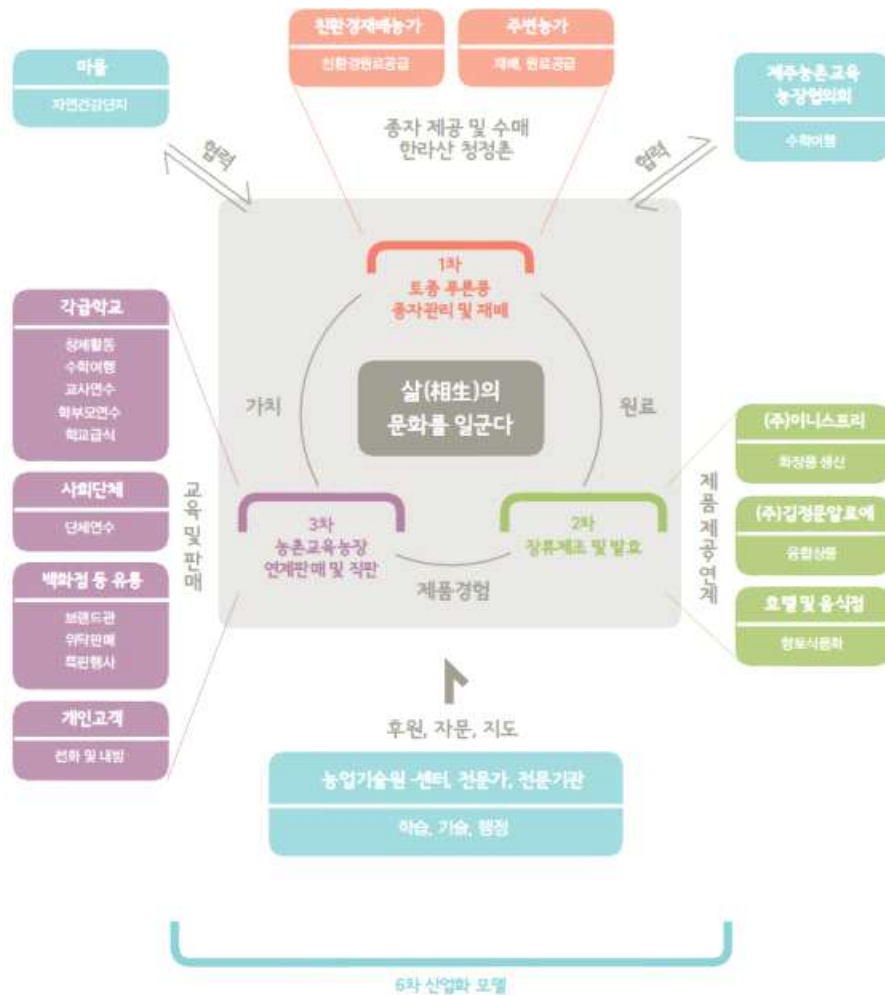 친환경재배농가
친환경원료공급
주변농가
재배, 원료공급
마을
자연건강단지
제주농촌교육
농장협의회
수학여행
협력
종자 제공 및 수매
한라산 청정촌
협력
1차
토종 푸른콩
종자관리 및 재배
각급학교
창체활동
수학여행
교사연수
학부모연수
학교급식
가치
삶(相生)의
문화를 일군다
원료
(주)이니스프리
화장품 생산
사회단체
단체연수
교육 및 판매
3차
농촌교육농장
연계판매 및 직판
2차
장류제조 및 발효
제품 제공 연계
(주)김정문알로에
융합상품
제품경험
백화점 등 유통
브랜드관
위탁판매
특판행사
호텔 및 음식점
향토식품화
개인고객
전화 및 내방
후원, 자문, 지도
농업기술원 -센터, 전문가, 전문기관
학습, 기술, 행정
6차 산업화 모델